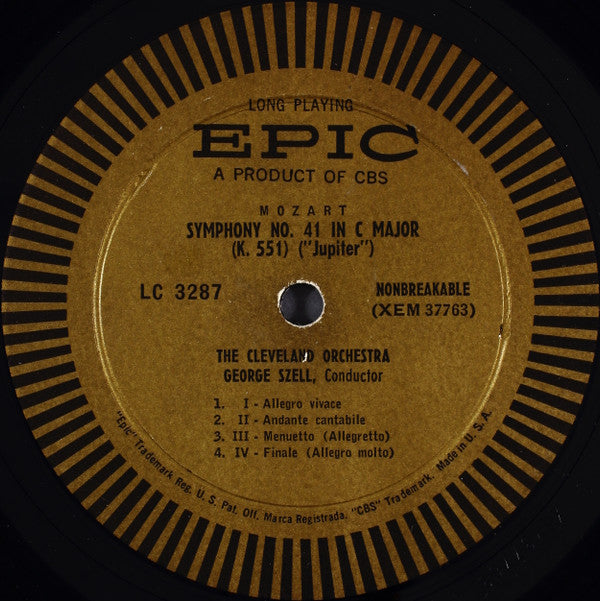 LONG PLAYING
EPIC
A PRODUCT OF CBS
MOZART
SYMPHONY NO. 41 IN C MAJOR
(K. 551) ("Jupiter")
LC 3287
NONBREAKABLE
(XEM 37763)
THE CLEVELAND ORCHESTRA
GEORGE SZELL, Conductor
1. I - Allegro vivace
2. II - Andante cantabile
3. III - Menuetto (Allegretto)
4. IV - Finale (Allegro molto)
"Epic" Trademark Reg. U. S. Pat. Off. Marca Registrada. "CBS" Trademark. Made in U. S. A.